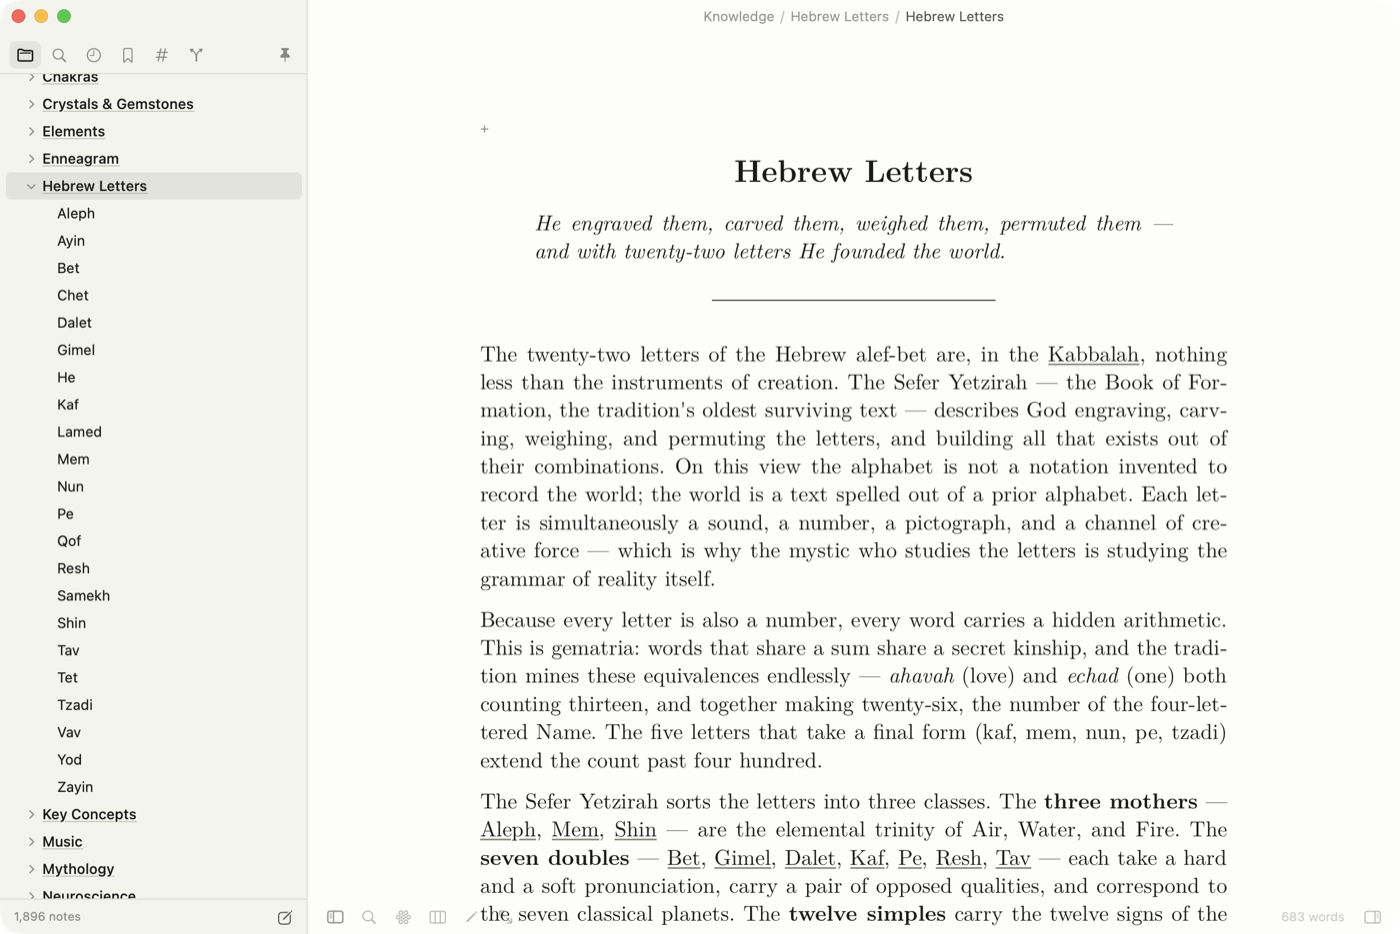 Knowledge / Hebrew Letters / Hebrew Letters
Chakras
Crystals & Gemstones
Elements
Enneagram
Hebrew Letters
Aleph
Ayin
Bet
Chet
Dalet
Gimel
He
Kaf
Lamed
Mem
Nun
Pe
Qof
Resh
Samekh
Shin
Tav
Tet
Tzadi
Vav
Yod
Zayin
Key Concepts
Music
Mythology
Neuroscience
1,896 notes
Hebrew Letters
He engraved them, carved them, weighed them, permuted them —
and with twenty-two letters He founded the world.
The twenty-two letters of the Hebrew alef-bet are, in the Kabbalah, nothing
less than the instruments of creation. The Sefer Yetzirah — the Book of For-
mation, the tradition's oldest surviving text — describes God engraving, carv-
ing, weighing, and permuting the letters, and building all that exists out of
their combinations. On this view the alphabet is not a notation invented to
record the world; the world is a text spelled out of a prior alphabet. Each let-
ter is simultaneously a sound, a number, a pictograph, and a channel of cre-
ative force — which is why the mystic who studies the letters is studying the
grammar of reality itself.
Because every letter is also a number, every word carries a hidden arithmetic.
This is gematria: words that share a sum share a secret kinship, and the tradi-
tion mines these equivalences endlessly — ahavah (love) and echad (one) both
counting thirteen, and together making twenty-six, the number of the four-let-
tered Name. The five letters that take a final form (kaf, mem, nun, pe, tzadi)
extend the count past four hundred.
The Sefer Yetzirah sorts the letters into three classes. The three mothers —
Aleph, Mem, Shin — are the elemental trinity of Air, Water, and Fire. The
seven doubles — Bet, Gimel, Dalet, Kaf, Pe, Resh, Tav — each take a hard
and a soft pronunciation, carry a pair of opposed qualities, and correspond to
the seven classical planets. The twelve simples carry the twelve signs of the
683 words